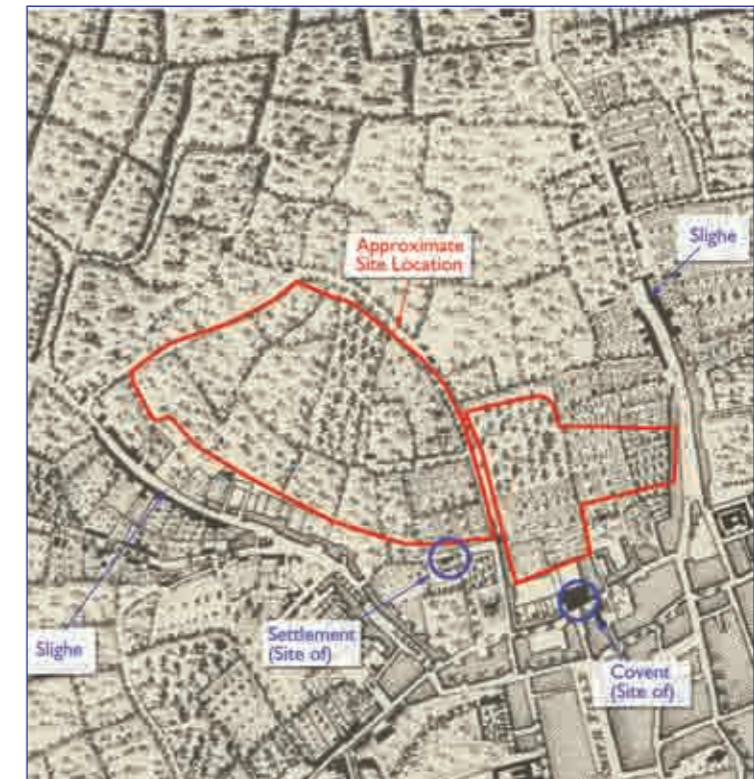 Slighe
Approximate
Site Location
Slighe
Settlement
(Site of)
Covent
(Site of)